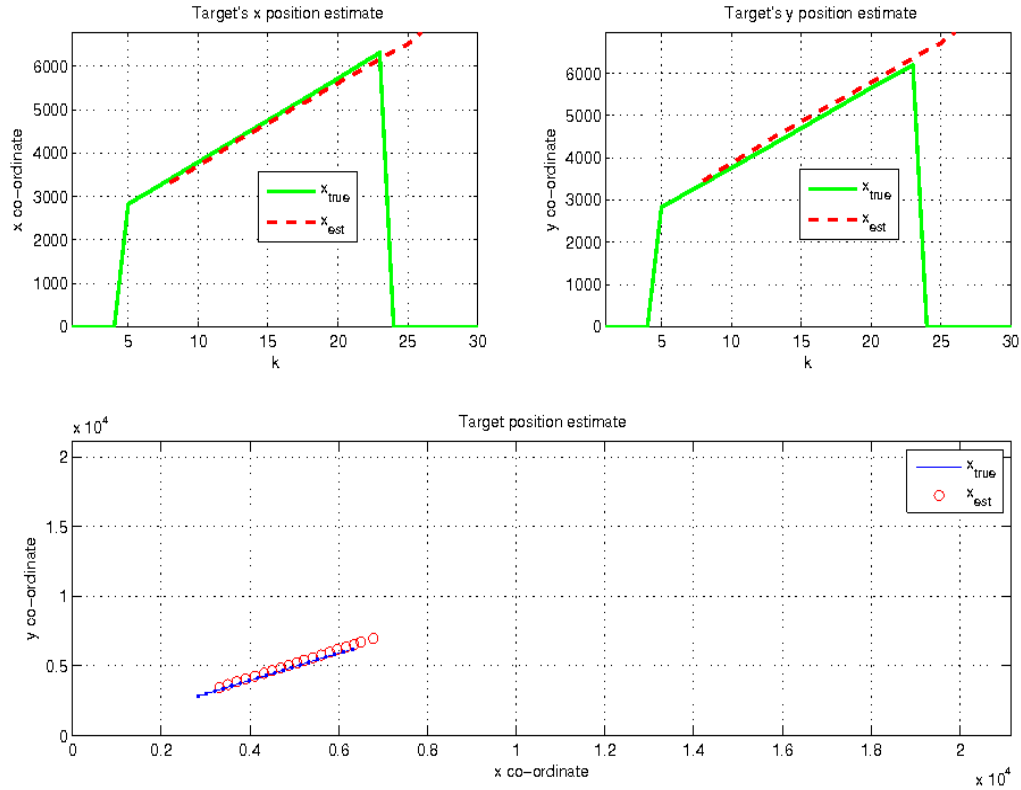 Target's x position estimate
6000
5000
4000
3000
2000
1000
0
x co-ordinate
x_true
x_est
5 10 15 20 25 30
k
Target's y position estimate
6000
5000
4000
3000
2000
1000
0
y co-ordinate
x_true
x_est
5 10 15 20 25 30
k
Target position estimate
x 10^4
2
1.5
1
0.5
0
y co-ordinate
x_true
x_est
0 0.2 0.4 0.6 0.8 1 1.2 1.4 1.6 1.8 2
x co-ordinate
x 10^4